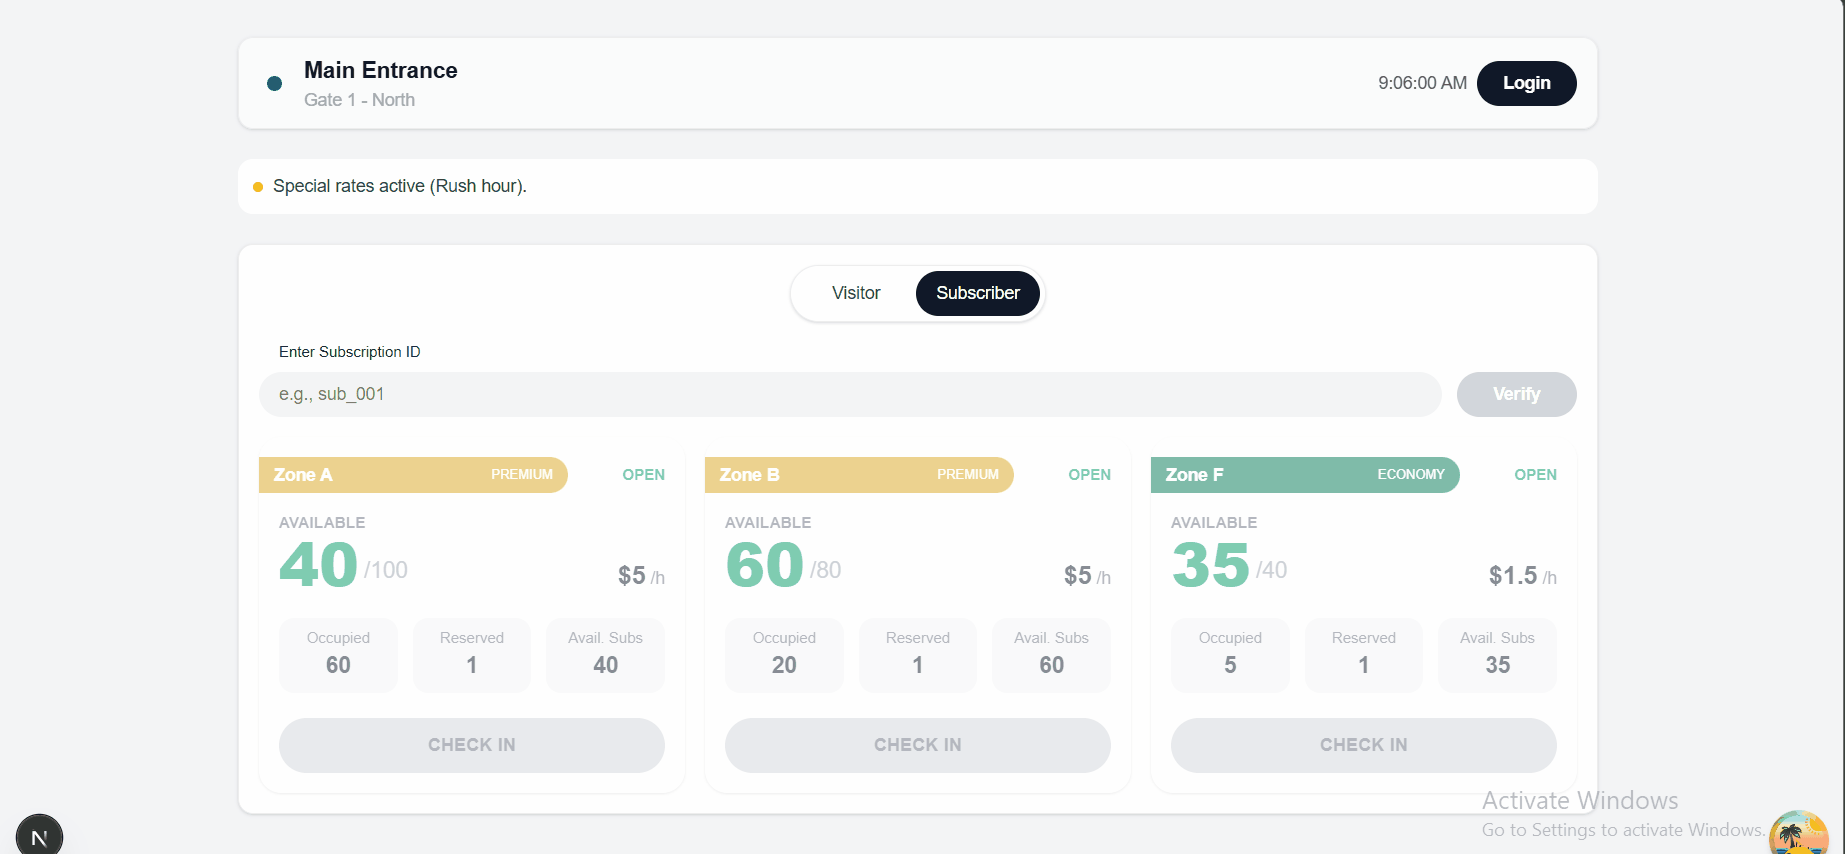 Main Entrance
Gate 1 - North
9:06:00 AM
Login
Special rates active (Rush hour).
Visitor
Subscriber
Enter Subscription ID
e.g., sub_001
Verify
Zone A
PREMIUM
OPEN
AVAILABLE
40 /100
$5 /h
Occupied
60
Reserved
1
Avail. Subs
40
CHECK IN
Zone B
PREMIUM
OPEN
AVAILABLE
60 /80
$5 /h
Occupied
20
Reserved
1
Avail. Subs
60
CHECK IN
Zone F
ECONOMY
OPEN
AVAILABLE
35 /40
$1.5 /h
Occupied
5
Reserved
1
Avail. Subs
35
CHECK IN
Activate Windows
Go to Settings to activate Windows.
N